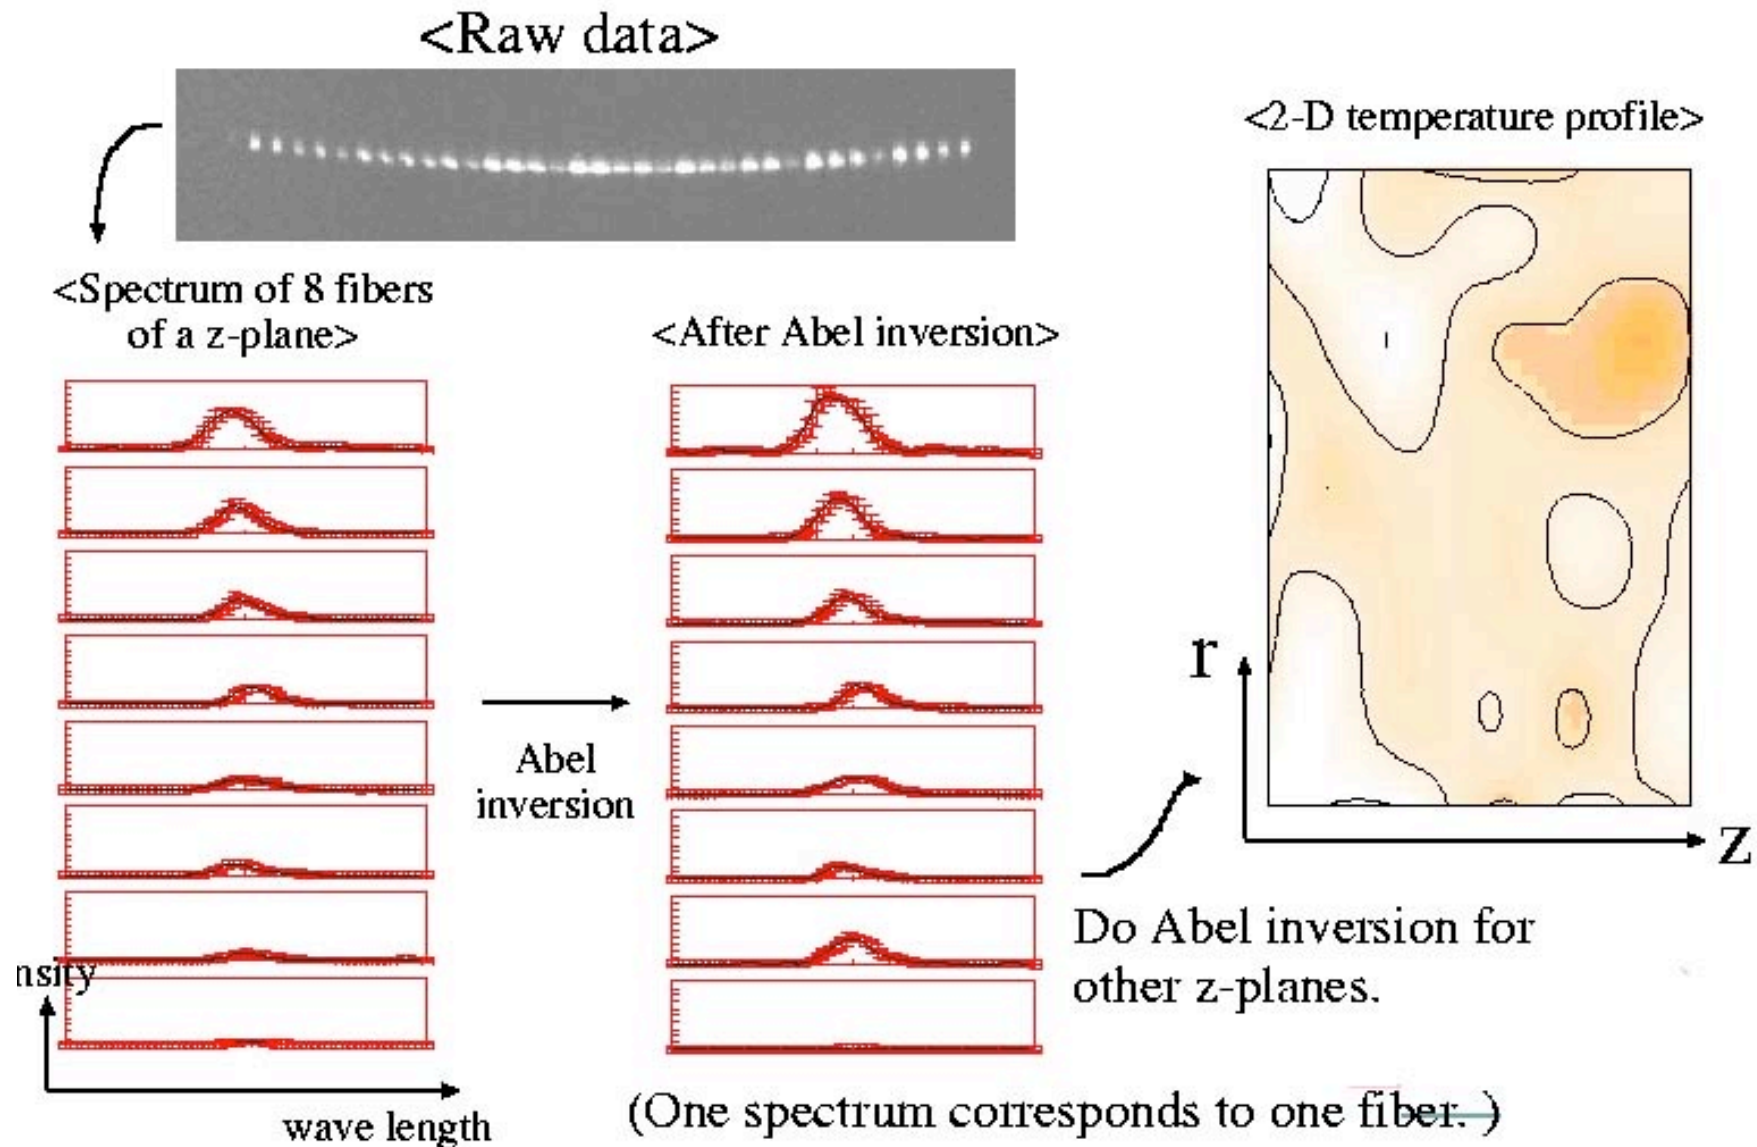 <Raw data>
<2-D temperature profile>
<Spectrum of 8 fibers
of a z-plane>
<After Abel inversion>
Abel
inversion
r
z
Do Abel inversion for
other z-planes.
nsity
wave length
(One spectrum corresponds to one fiber. )